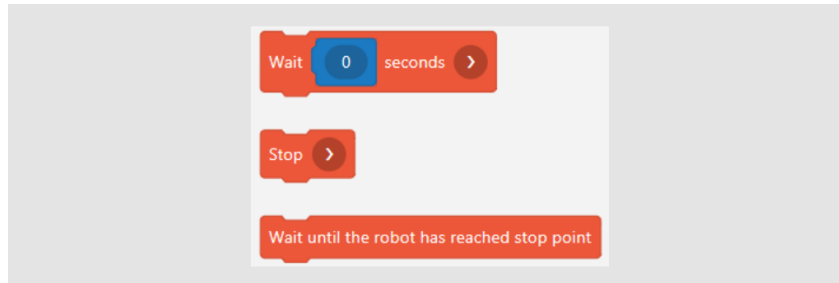 Wait 0 seconds
Stop
Wait until the robot has reached stop point